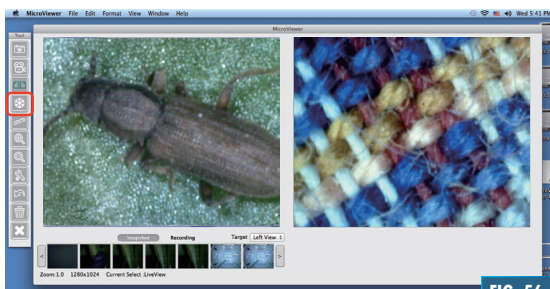 MicroViewer File Edit Format View Window Help Wed 5:41 PM
MicroViewer
Tool
Snapshot Recording Target Left View
Zoom:1.0 1280x1024 Current Select :LiveView
FIG. 56